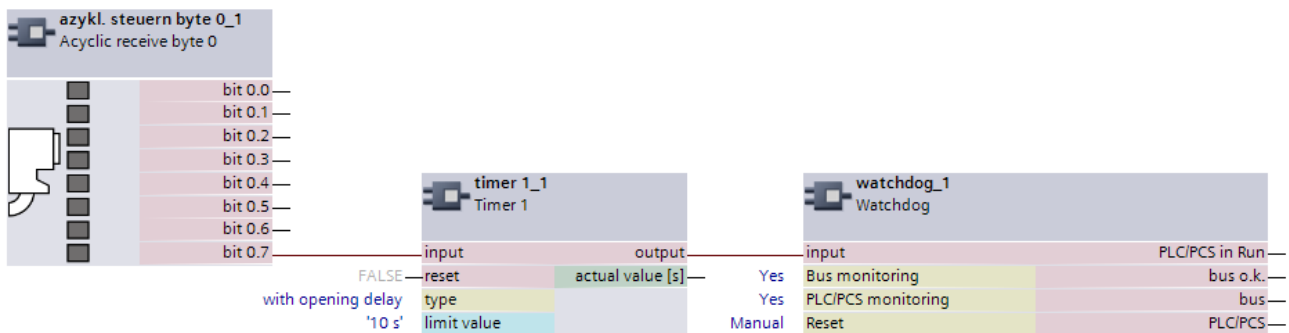 azykl. steuern byte 0_1
Acyclic receive byte 0
bit 0.0
bit 0.1
bit 0.2
bit 0.3
bit 0.4
bit 0.5
bit 0.6
bit 0.7
timer 1_1
Timer 1
input output
FALSE reset actual value [s]
with opening delay type
'10 s' limit value
watchdog_1
Watchdog
input PLC/PCS in Run
Yes Bus monitoring bus o.k.
Yes PLC/PCS monitoring bus
Manual Reset PLC/PCS